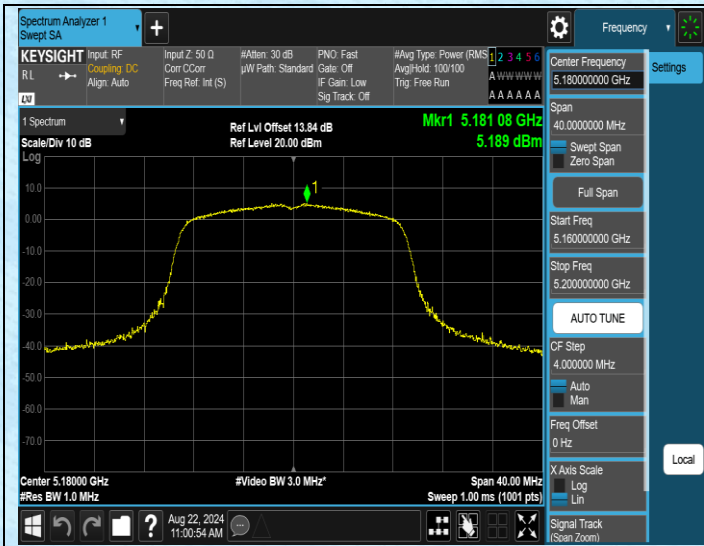 Spectrum Analyzer 1
Swept SA
KEYSIGHT
RL
LXI
Input: RF
Coupling: DC
Align: Auto
Input Z: 50 Ω
Corr CCorr
Freq Ref: Int (S)
#Atten: 30 dB
µW Path: Standard
PNO: Fast
Gate: Off
IF Gain: Low
Sig Track: Off
#Avg Type: Power (RMS
Avg|Hold: 100/100
Trig: Free Run
1 2 3 4 5 6
A W W W W W
A A A A A A
1 Spectrum
Scale/Div 10 dB
Log
Ref Lvl Offset 13.84 dB
Ref Level 20.00 dBm
Mkr1 5.181 08 GHz
5.189 dBm
1
10.0
0.00
-10.0
-20.0
-30.0
-40.0
-50.0
-60.0
-70.0
Center 5.18000 GHz
#Res BW 1.0 MHz
#Video BW 3.0 MHz*
Span 40.00 MHz
Sweep 1.00 ms (1001 pts)
?
Aug 22, 2024
11:00:54 AM
Frequency
Settings
Center Frequency
5.180000000 GHz
Span
40.0000000 MHz
Swept Span
Zero Span
Full Span
Start Freq
5.160000000 GHz
Stop Freq
5.200000000 GHz
AUTO TUNE
CF Step
4.000000 MHz
Auto
Man
Freq Offset
0 Hz
X Axis Scale
Log
Lin
Signal Track
(Span Zoom)
Local